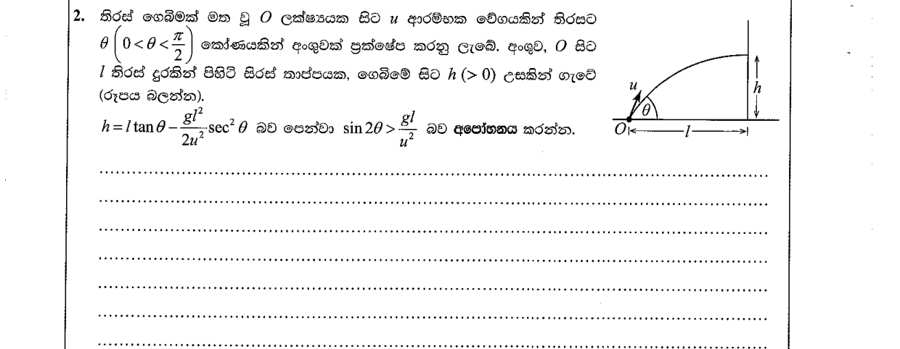 2. තිරස් ගෙබිමක් මත වූ O ලක්ෂ්‍යයක සිට u ආරම්භක වේගයකින් තිරසට
θ (0 < θ < π/2) කෝණයකින් අංශුවක් ප්‍රක්ෂේප කරනු ලැබේ. අංශුව, O සිට
l තිරස් දුරකින් පිහිටි සිරස් තාප්පයක, ගෙබිමේ සිට h (> 0) උසකින් ගැටේ
(රූපය බලන්න).
h = l tan θ − gl²/2u² sec² θ බව පෙන්වා sin 2θ > gl/u² බව අපෝහනය කරන්න.
u
θ
h
O
l